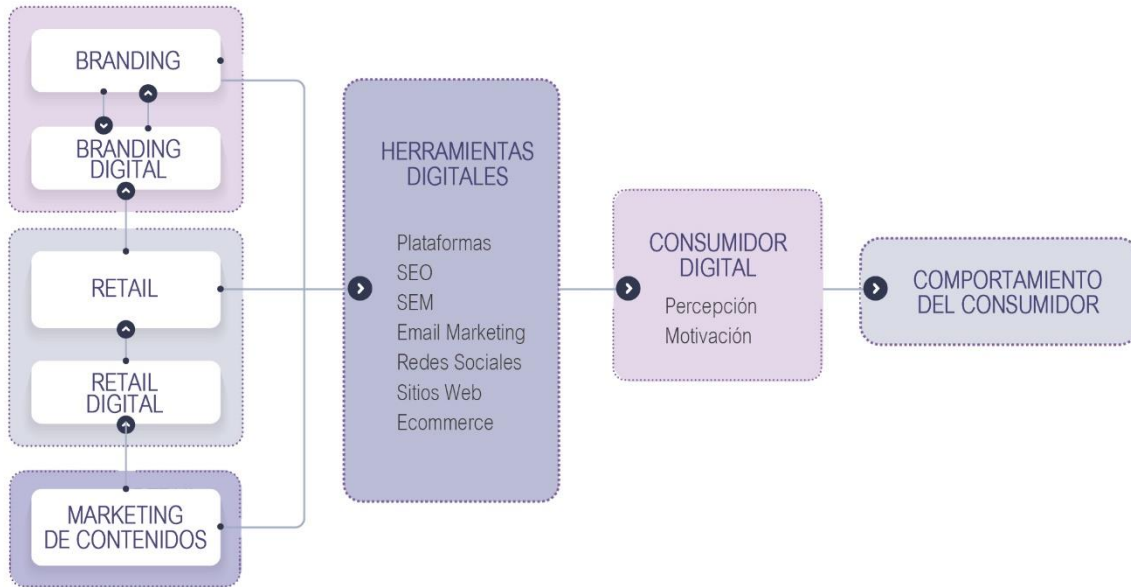 BRANDING
BRANDING
DIGITAL
RETAIL
RETAIL
DIGITAL
MARKETING
DE CONTENIDOS
HERRAMIENTAS
DIGITALES
Plataformas
SEO
SEM
Email Marketing
Redes Sociales
Sitios Web
Ecommerce
CONSUMIDOR
DIGITAL
Percepción
Motivación
COMPORTAMIENTO
DEL CONSUMIDOR